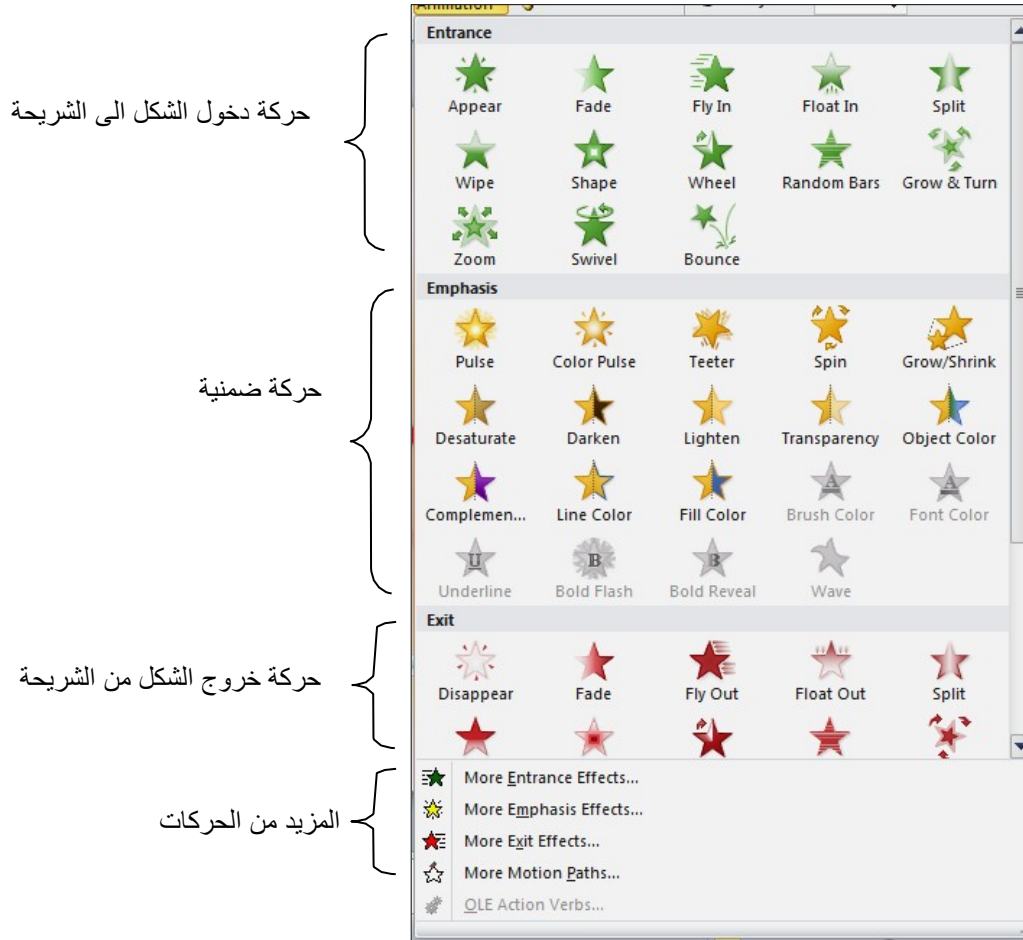 Animation
Entrance
Appear Fade Fly In Float In Split
حركة دخول الشكل الى الشريحة
Wipe Shape Wheel Random Bars Grow & Turn
Zoom Swivel Bounce
Emphasis
Pulse Color Pulse Teeter Spin Grow/Shrink
حركة ضمنية
Desaturate Darken Lighten Transparency Object Color
Complemen... Line Color Fill Color Brush Color Font Color
Underline Bold Flash Bold Reveal Wave
Exit
حركة خروج الشكل من الشريحة
Disappear Fade Fly Out Float Out Split
More Entrance Effects...
المزيد من الحركات
More Emphasis Effects...
More Exit Effects...
More Motion Paths...
OLE Action Verbs...